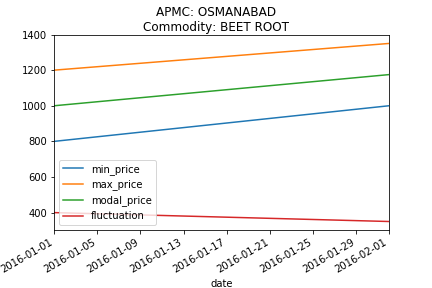 APMC: OSMANABAD
Commodity: BEET ROOT
1400
1200
1000
800
600
400
min_price
max_price
modal_price
fluctuation
2016-01-01
2016-01-05
2016-01-09
2016-01-13
2016-01-17
2016-01-21
2016-01-25
2016-01-29
2016-02-01
date